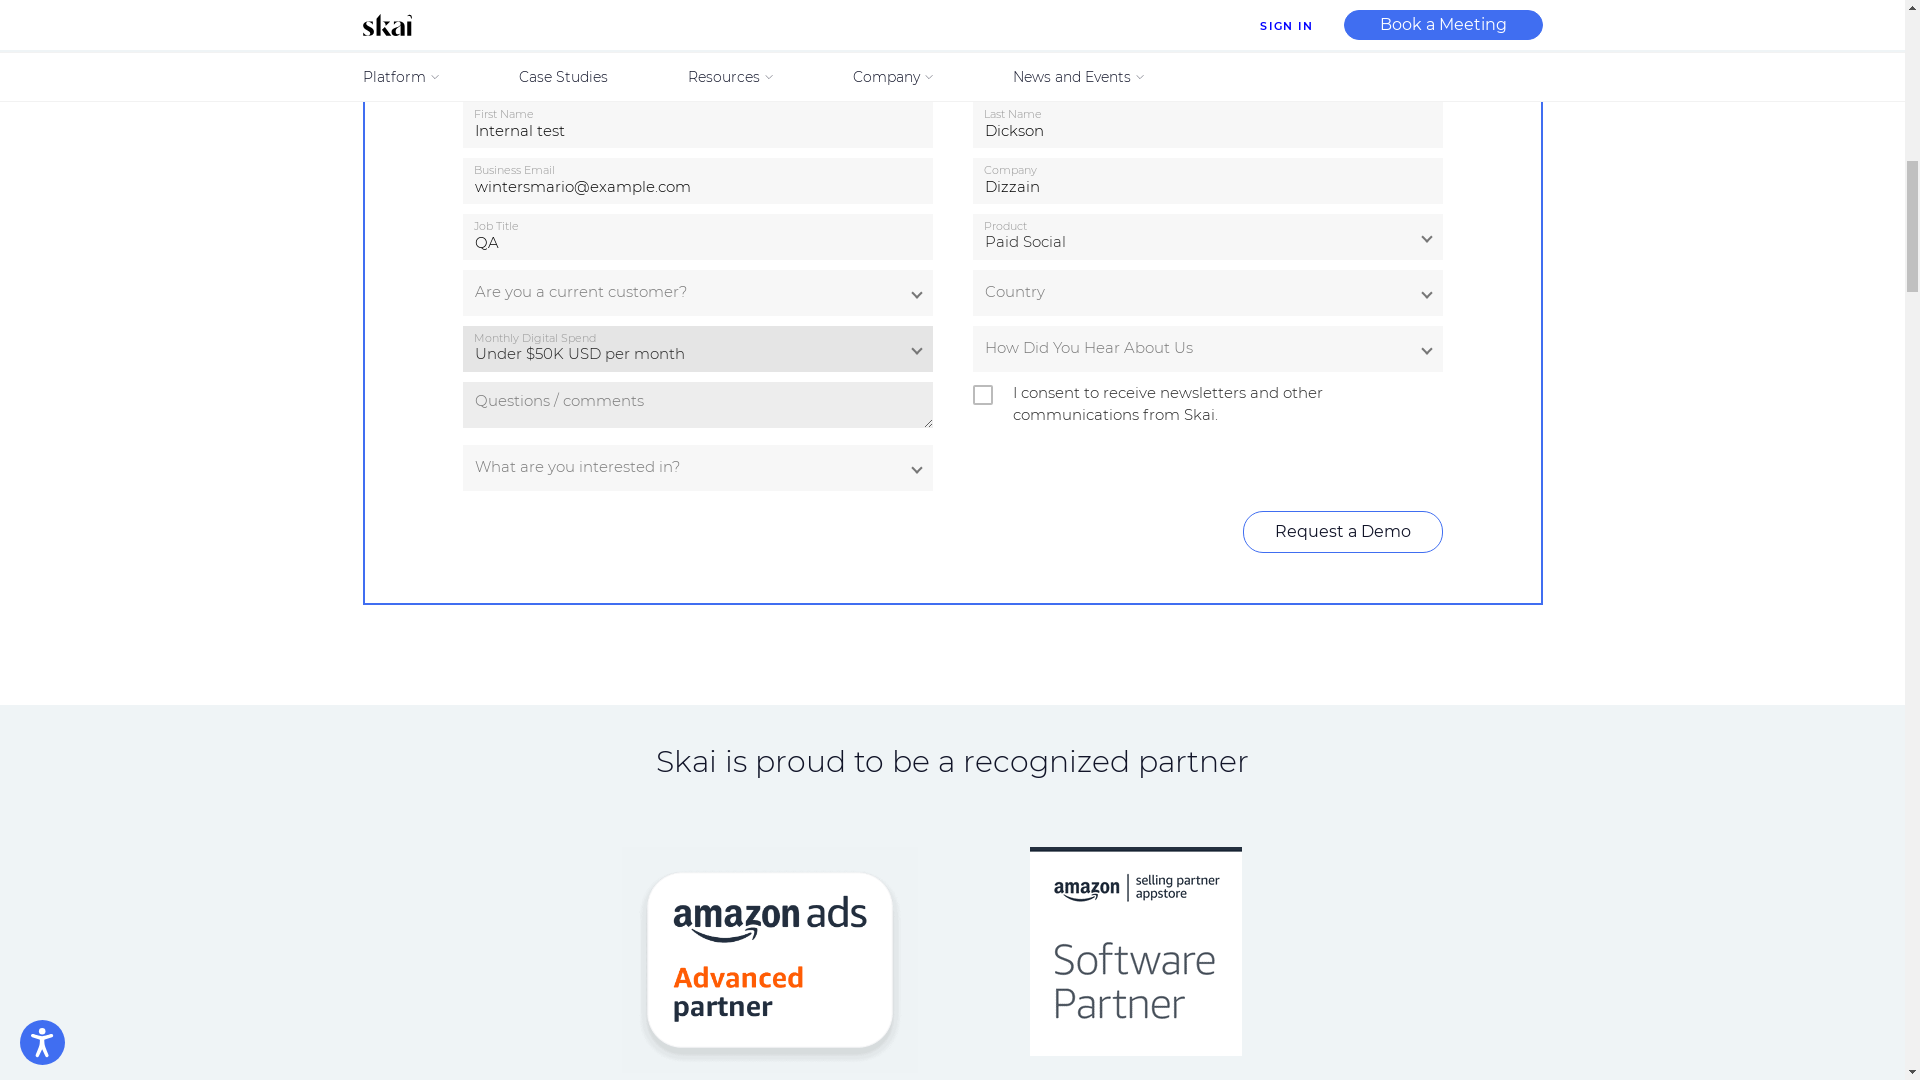 skai
SIGN IN
Book a Meeting
Platform
Case Studies
Resources
Company
News and Events
First Name
Internal test
Last Name
Dickson
Business Email
wintersmario@example.com
Company
Dizzain
Job Title
QA
Product
Paid Social
Are you a current customer?
Country
Monthly Digital Spend
Under $50K USD per month
How Did You Hear About Us
Questions / comments
I consent to receive newsletters and other
communications from Skai.
What are you interested in?
Request a Demo
Skai is proud to be a recognized partner
amazon ads
Advanced
partner
amazon
selling partner
appstore
Software
Partner